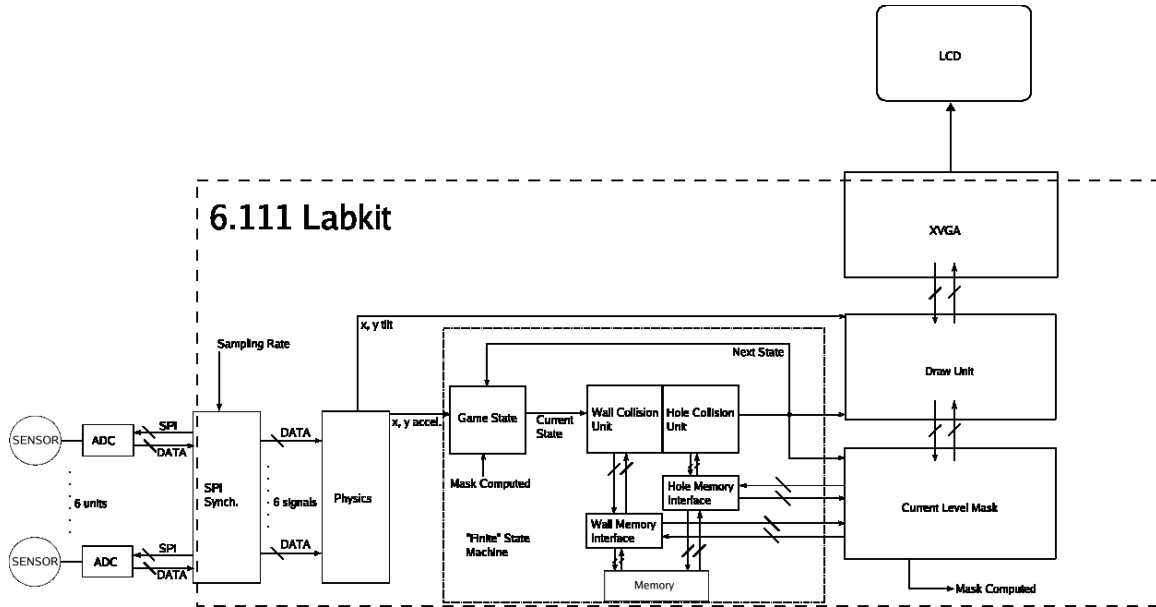 LCD
XVGA
6.111 Labkit
x, y tilt
Sampling Rate
Next State
Draw Unit
Game State
Wall Collision
Unit
Hole Collision
Unit
Current
State
x, y accel.
SENSOR
ADC
SPI
DATA
SPI
Synch.
DATA
6 units
6 signals
Physics
Mask Computed
Hole Memory
Interface
Current Level Mask
Wall Memory
Interface
"Finite" State
Machine
SENSOR
ADC
SPI
DATA
DATA
Memory
Mask Computed